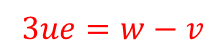 3ue = w − v